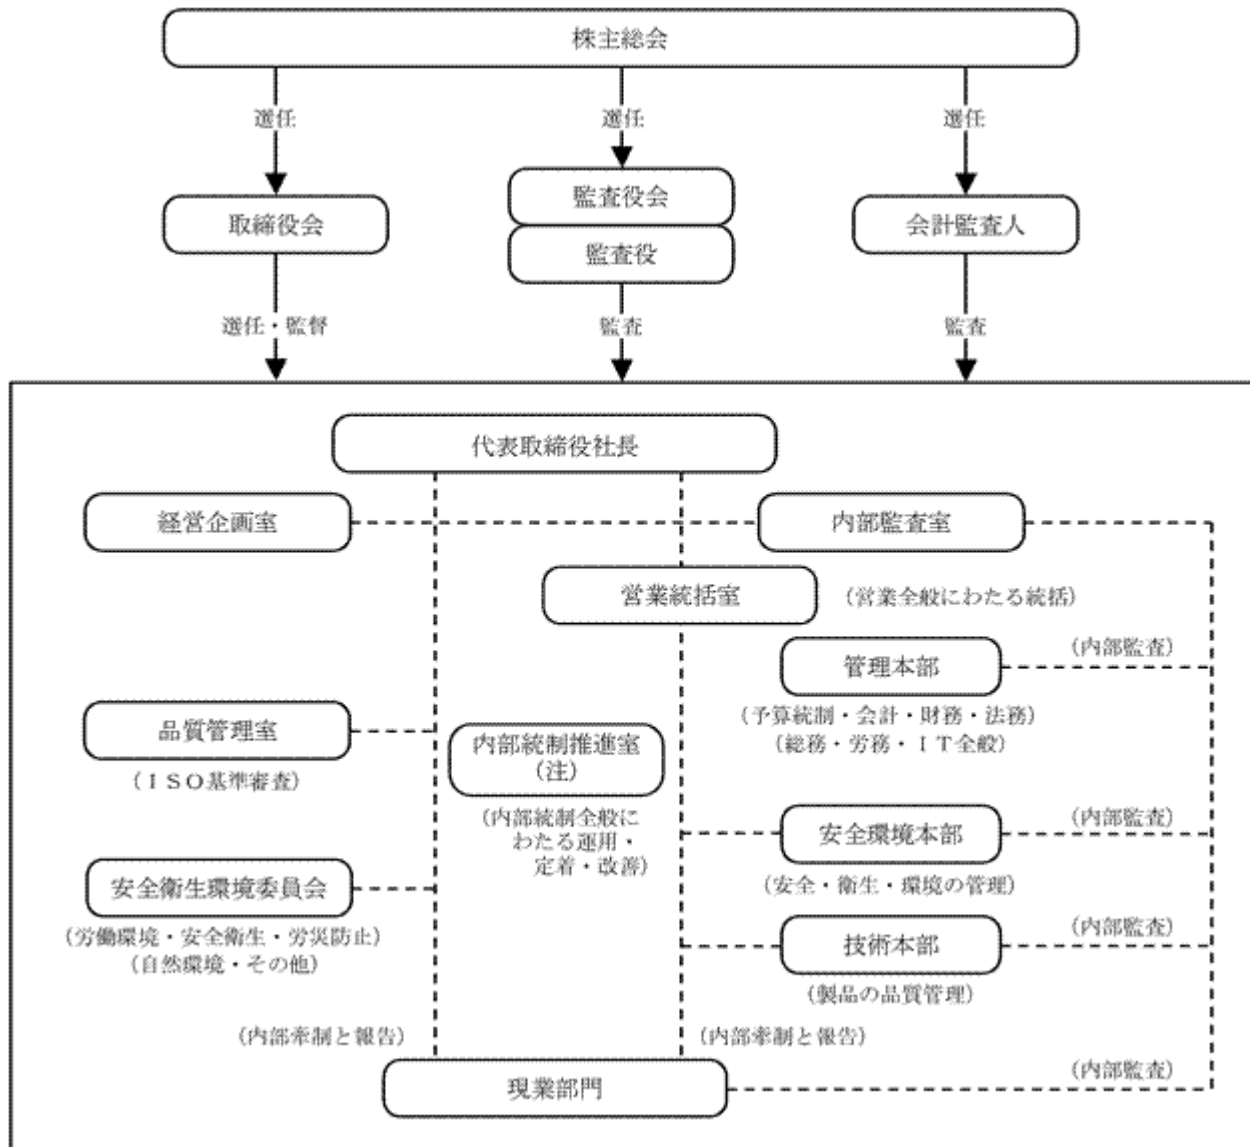 株主総会
選任
選任
選任
取締役会
監査役会
監査役
会計監査人
選任・監督
監査
監査
代表取締役社長
経営企画室
内部監査室
営業統括室
(営業全般にわたる統括)
管理本部
(内部監査)
(予算統制・会計・財務・法務)
(総務・労務・IT全般)
品質管理室
(ISO基準審査)
内部統制推進室
(注)
(内部統制全般に
わたる運用・
定着・改善)
安全環境本部
(内部監査)
(安全・衛生・環境の管理)
安全衛生環境委員会
(労働環境・安全衛生・労災防止)
(自然環境・その他)
技術本部
(内部監査)
(製品の品質管理)
(内部牽制と報告)
(内部牽制と報告)
現業部門
(内部監査)